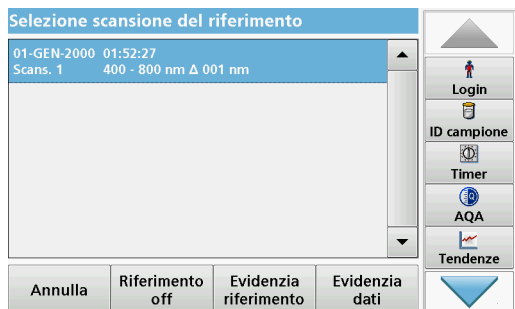 Selezione scansione del riferimento
01-GEN-2000 01:52:27
Scans. 1 400 - 800 nm Δ 001 nm
Login
ID campione
Timer
AQA
Tendenze
Annulla
Riferimento
off
Evidenzia
riferimento
Evidenzia
dati